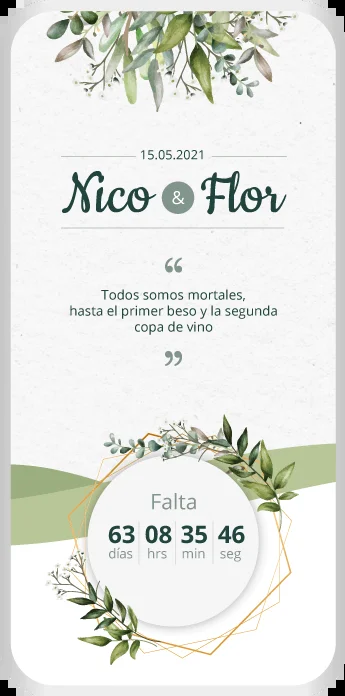 15.05.2021
Nico & Flor
“
Todos somos mortales,
hasta el primer beso y la segunda
copa de vino
”
Falta
63 08 35 46
días hrs min seg